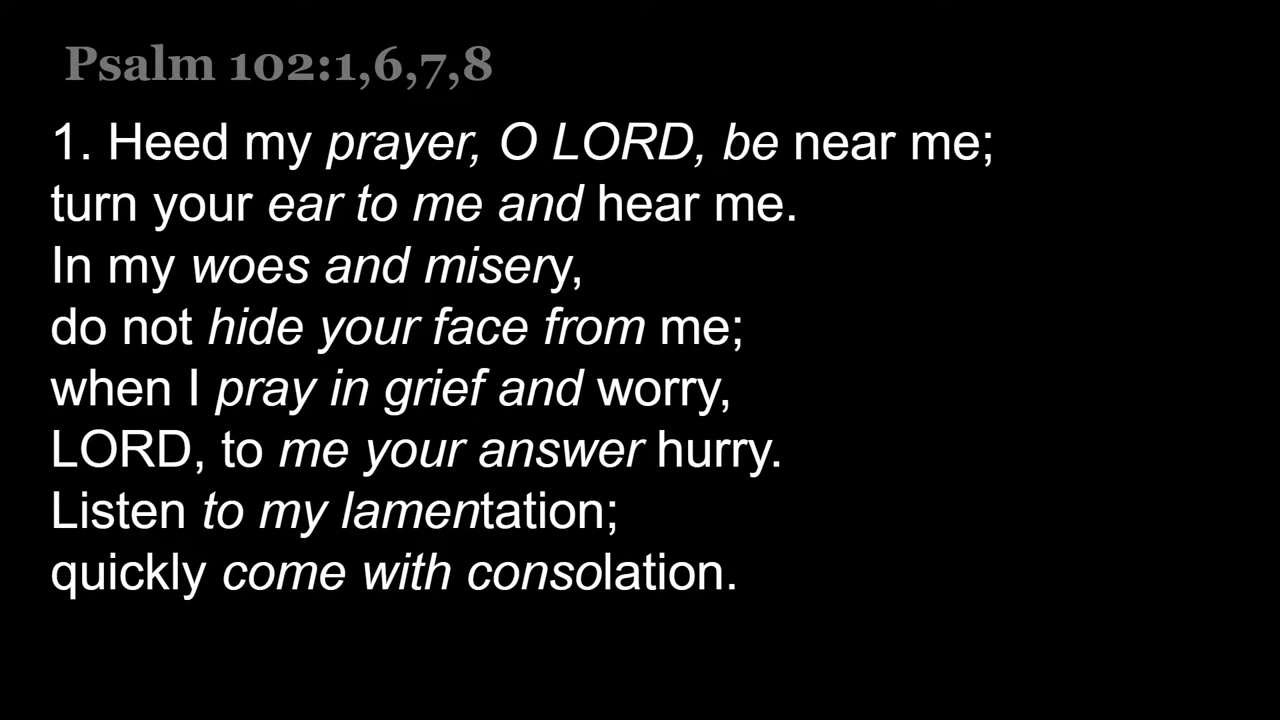 Psalm 102:1,6,7,8
1. Heed my prayer, O LORD, be near me;
turn your ear to me and hear me.
In my woes and misery,
do not hide your face from me;
when I pray in grief and worry,
LORD, to me your answer hurry.
Listen to my lamentation;
quickly come with consolation.